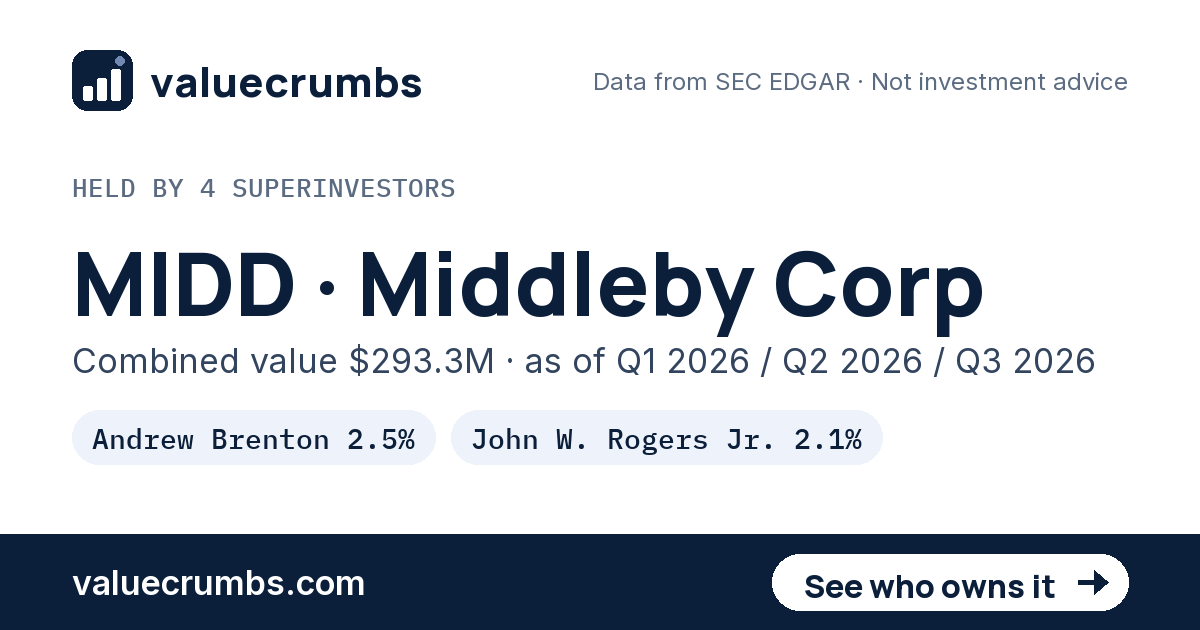 valuecrumbs
Data from SEC EDGAR · Not investment advice
HELD BY 4 SUPERINVESTORS
MIDD · Middleby Corp
Combined value $293.3M · as of Q1 2026 / Q2 2026 / Q3 2026
Andrew Brenton 2.5%
John W. Rogers Jr. 2.1%
valuecrumbs.com
See who owns it →